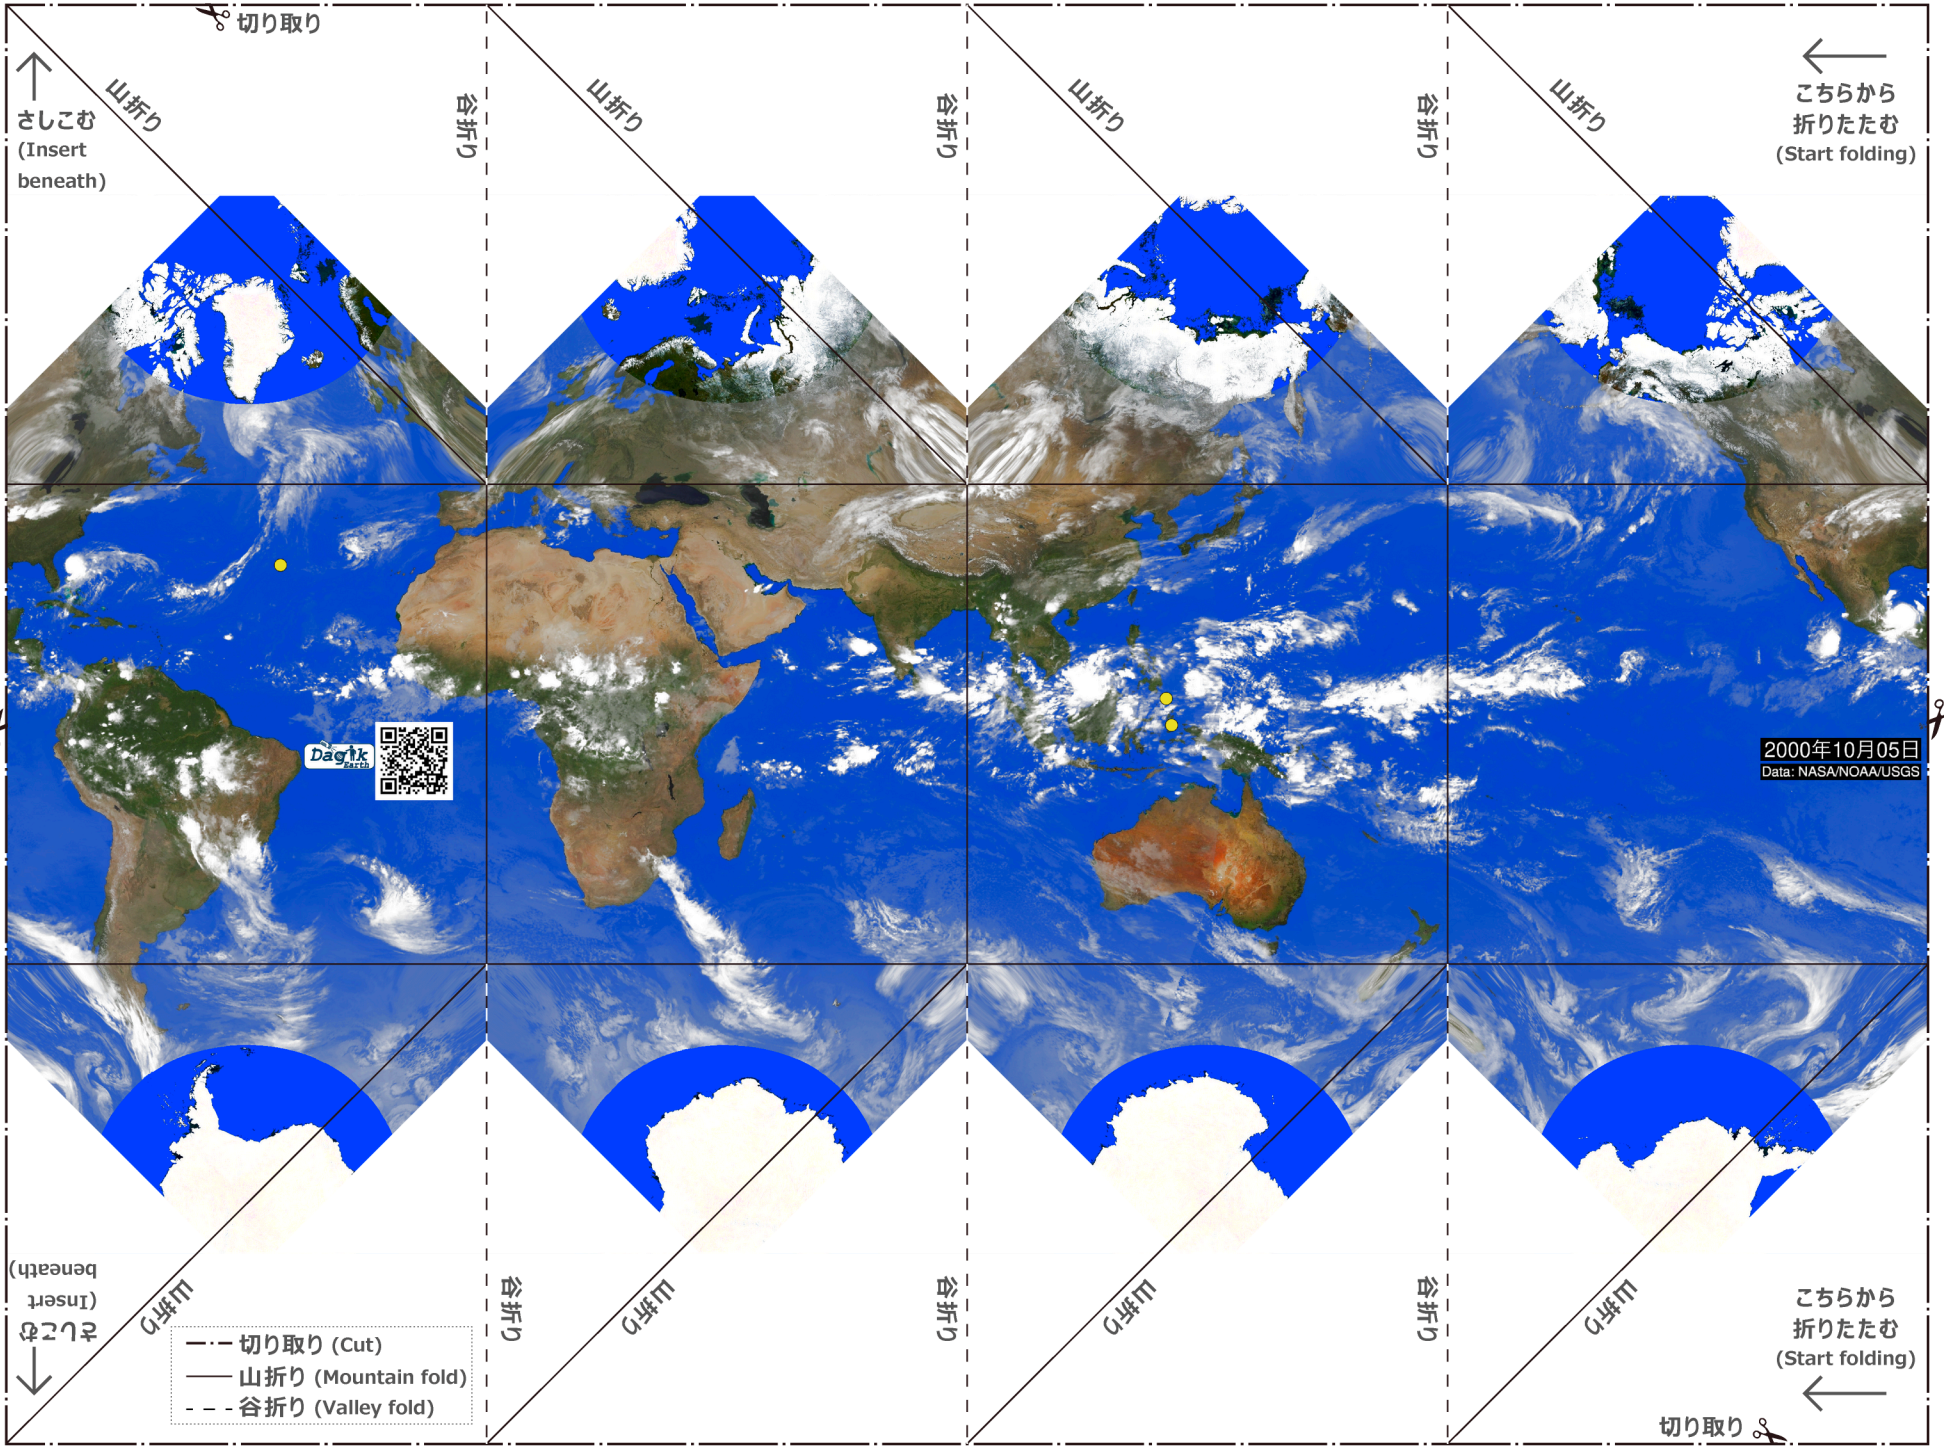 切り取り
山折り
谷折り
山折り
谷折り
山折り
谷折り
山折り
さしこむ
(Insert
beneath)
こちらから
折りたたむ
(Start folding)
Dagik
Earth
2000年10月05日
Data: NASA/NOAA/USGS
さしこむ
(Insert
beneath)
山折り
谷折り
山折り
谷折り
山折り
谷折り
山折り
切り取り (Cut)
山折り (Mountain fold)
谷折り (Valley fold)
こちらから
折りたたむ
(Start folding)
切り取り